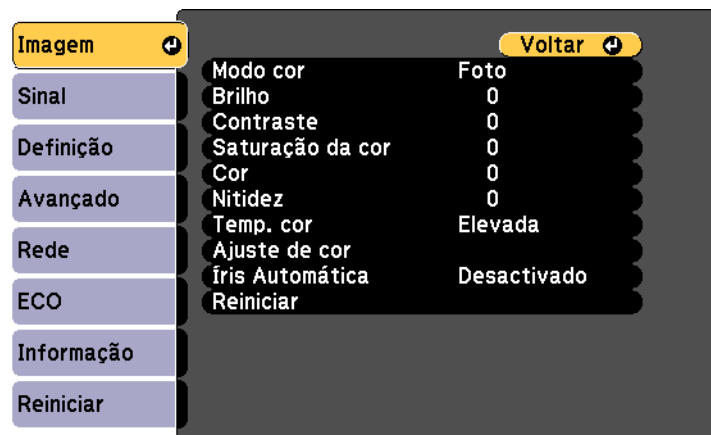 Imagem
Sinal
Definição
Avançado
Rede
ECO
Informação
Reiniciar
Voltar
Modo cor Foto
Brilho 0
Contraste 0
Saturação da cor 0
Cor 0
Nitidez 0
Temp. cor Elevada
Ajuste de cor
Íris Automática Desactivado
Reiniciar